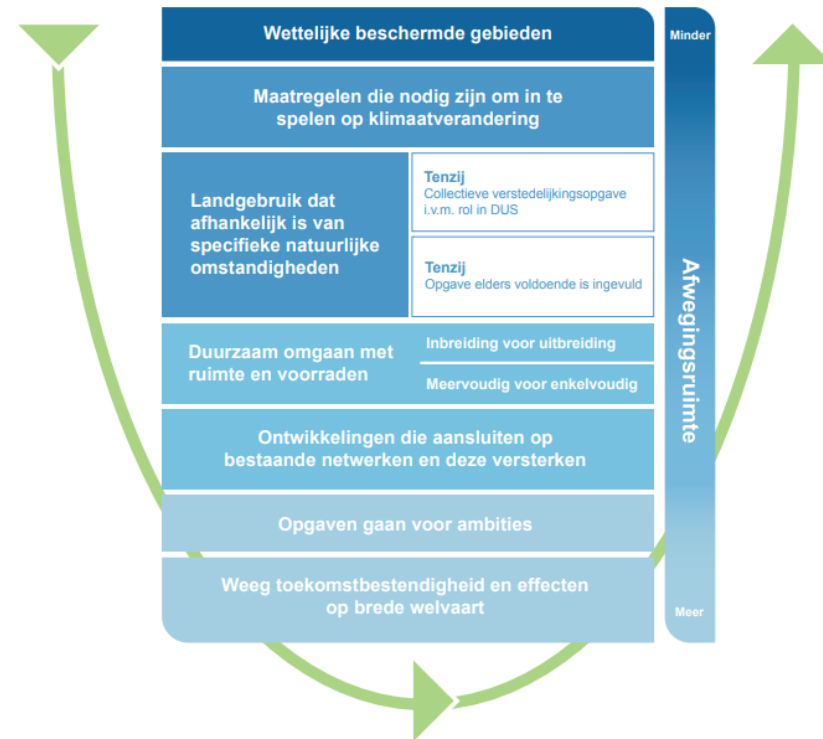 Wettelijke beschermde gebieden
Maatregelen die nodig zijn om in te
spelen op klimaatverandering
Landgebruik dat
afhankelijk is van
specifieke natuurlijke
omstandigheden
Tenzij
Collectieve verstedelijkingsopgave
i.v.m. rol in DUS
Tenzij
Opgave elders voldoende is ingevuld
Duurzaam omgaan met
ruimte en voorraden
Inbreiding voor uitbreiding
Meervoudig voor enkelvoudig
Ontwikkelingen die aansluiten op
bestaande netwerken en deze versterken
Opgaven gaan voor ambities
Weeg toekomstbestendigheid en effecten
op brede welvaart
Minder
Afwegingsruimte
Meer